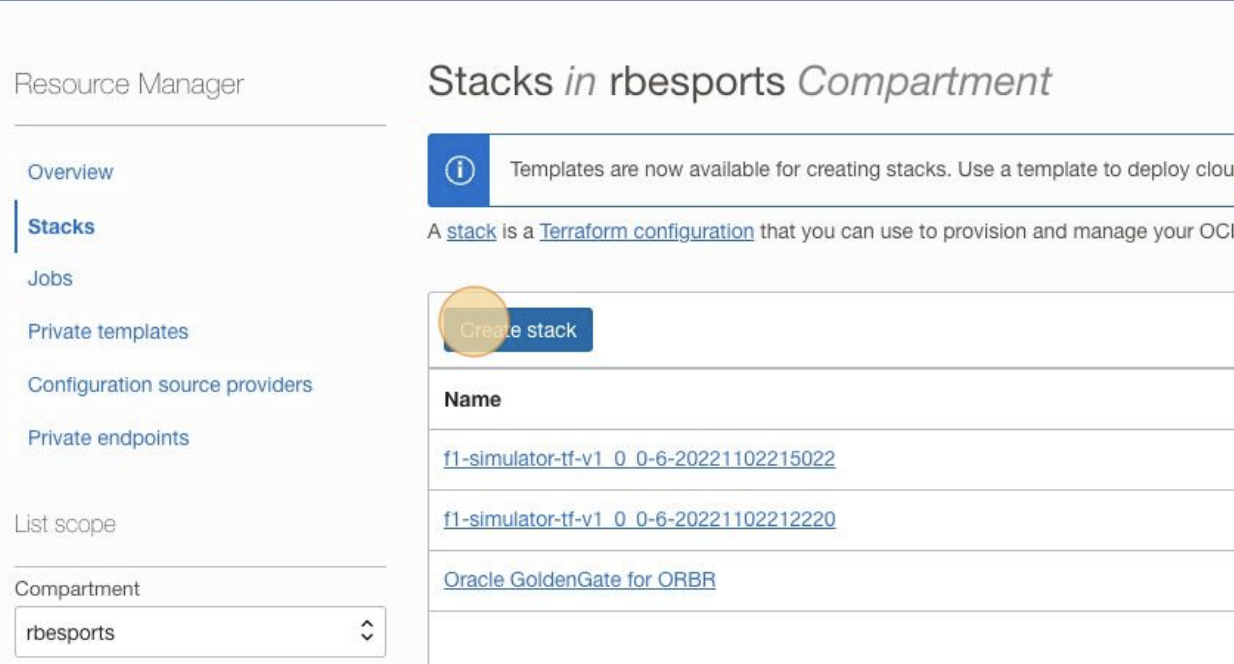 Resource Manager
Overview
Stacks
Jobs
Private templates
Configuration source providers
Private endpoints
List scope
Compartment
rbesports
Stacks in rbesports Compartment
Templates are now available for creating stacks. Use a template to deploy clou
A stack is a Terraform configuration that you can use to provision and manage your OCI
Create stack
Name
f1-simulator-tf-v1_0_0-6-20221102215022
f1-simulator-tf-v1_0_0-6-20221102212220
Oracle GoldenGate for ORBR